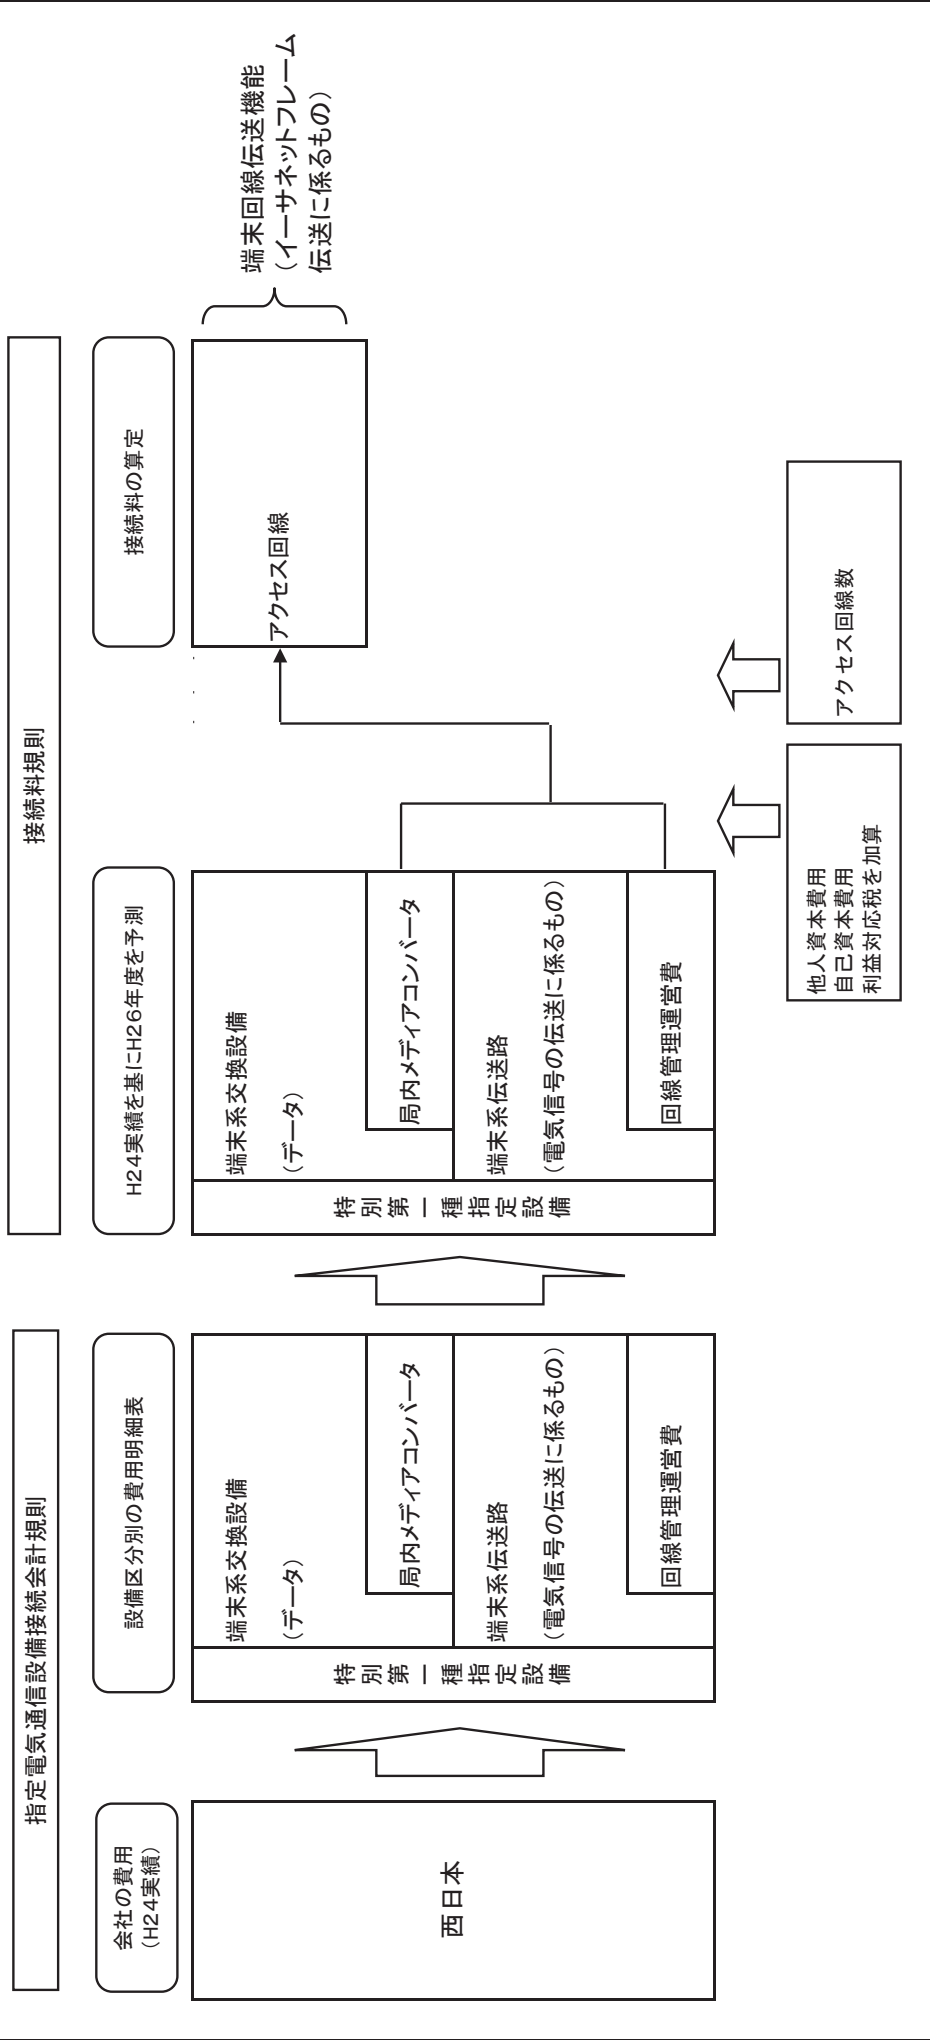 指定電気通信設備接続会計規則
接続料規則
会社の費用
（H24実績）
設備区分別の費用明細表
H24実績を基にH26年度を予測
接続料の算定
西日本
特別第一種指定設備
端末系交換設備
（データ）
局内メディアコンバータ
端末系伝送路
（電気信号の伝送に係るもの）
回線管理運営費
特別第一種指定設備
端末系交換設備
（データ）
局内メディアコンバータ
端末系伝送路
（電気信号の伝送に係るもの）
回線管理運営費
アクセス回線
端末回線伝送機能
（イーサネットフレーム
伝送に係るもの）
他人資本費用
自己資本費用
利益対応税を加算
アクセス回線数